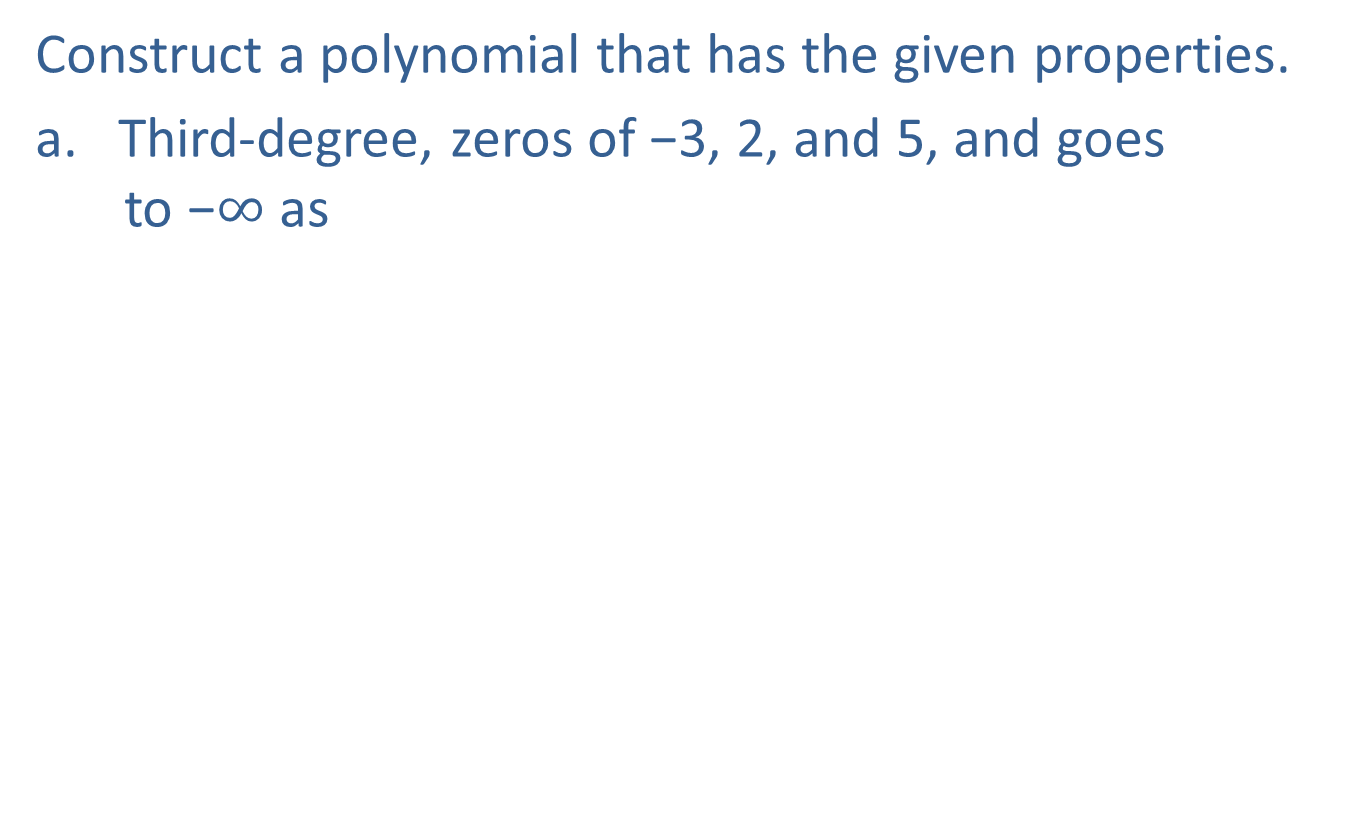 Construct a polynomial that has the given properties.
a. Third-degree, zeros of −3, 2, and 5, and goes
to −∞ as